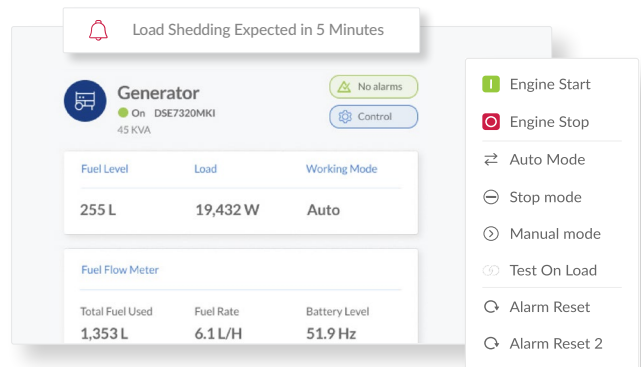 Load Shedding Expected in 5 Minutes
Generator
On DSE7320MKI
45 KVA
No alarms
Control
Fuel Level Load Working Mode
255 L 19,432 W Auto
Fuel Flow Meter
Total Fuel Used Fuel Rate Battery Level
1,353 L 6.1 L/H 51.9 Hz
Engine Start
Engine Stop
Auto Mode
Stop mode
Manual mode
Test On Load
Alarm Reset
Alarm Reset 2